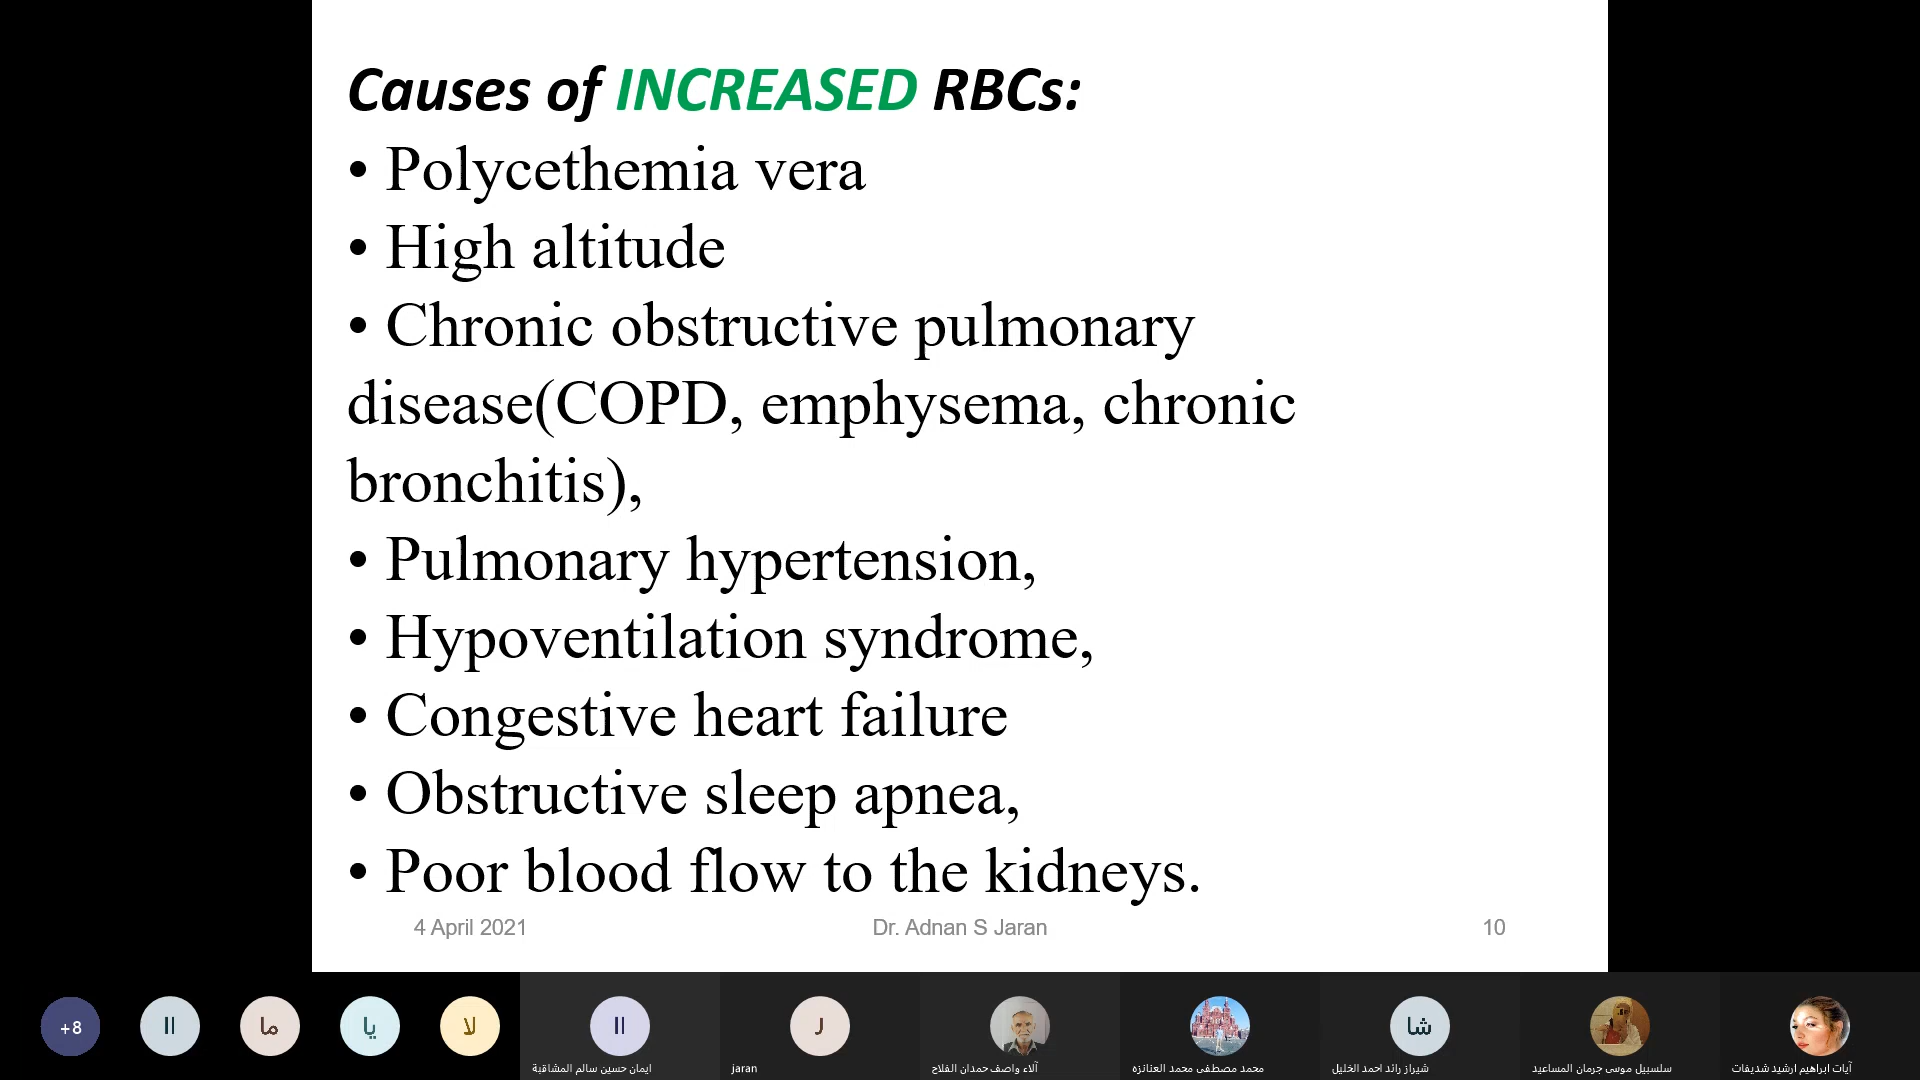 Causes of INCREASED RBCs:
• Polycethemia vera
• High altitude
• Chronic obstructive pulmonary
disease(COPD, emphysema, chronic
bronchitis),
• Pulmonary hypertension,
• Hypoventilation syndrome,
• Congestive heart failure
• Obstructive sleep apnea,
• Poor blood flow to the kidneys.
4 April 2021
Dr. Adnan S Jaran
10
+8
اا
ما
يا
لا
اا
ل
شا
ايمان حسين سالم المشاقبة
jaran
آلاء واصف حمدان الفلاح
محمد مصطفى محمد العنانزه
شيراز رائد احمد الخليل
سلسبيل موسى جرمان المساعيد
آيات ابراهيم ارشيد شديفات